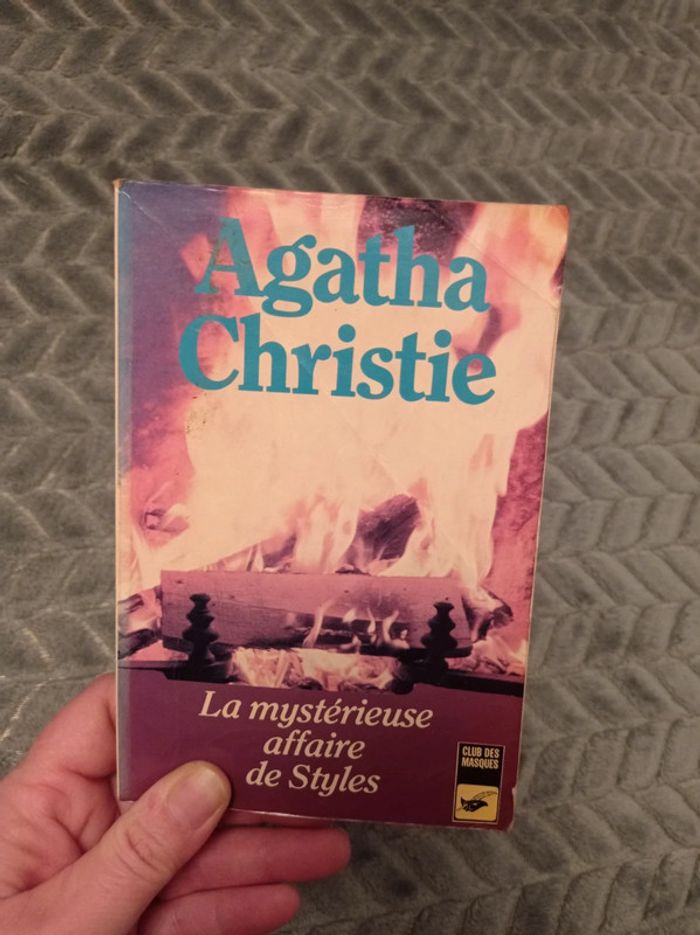 Agatha
Christie
La mystérieuse
affaire
de Styles
CLUB DES
MASQUES